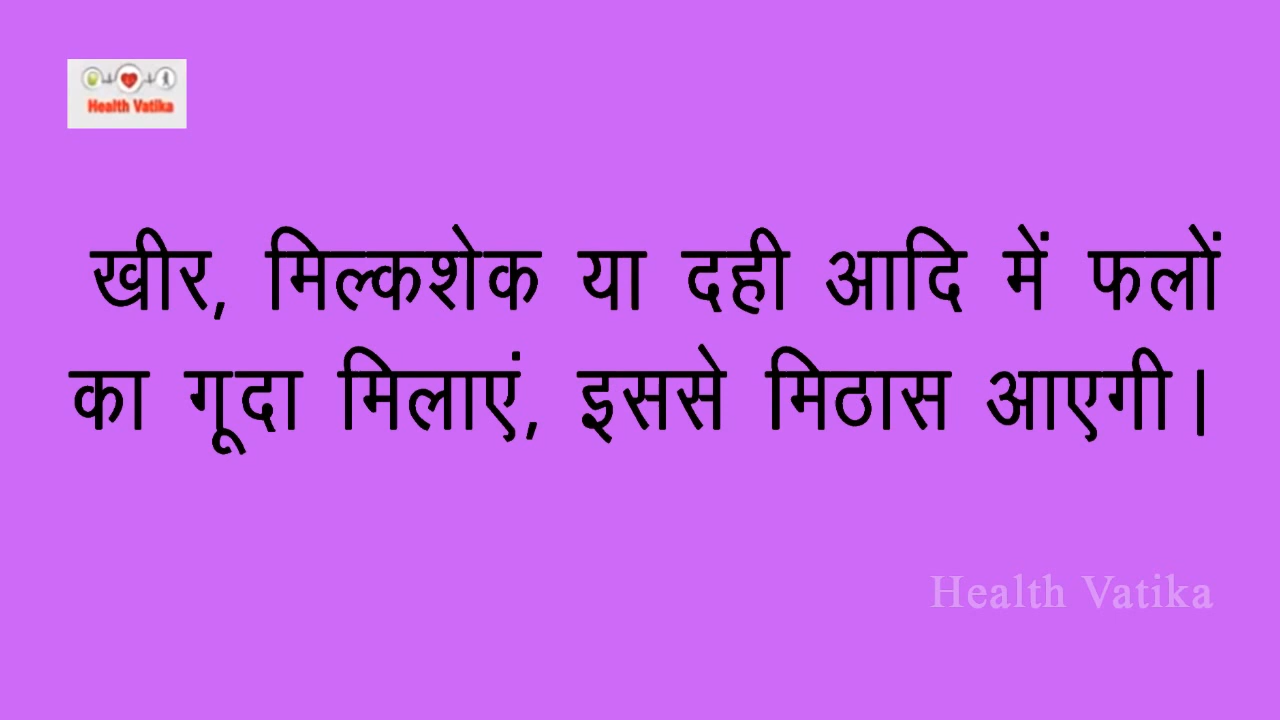 Health Vatika
खीर, मिल्कशेक या दही आदि में फलों
का गूदा मिलाएं, इससे मिठास आएगी।
Health Vatika